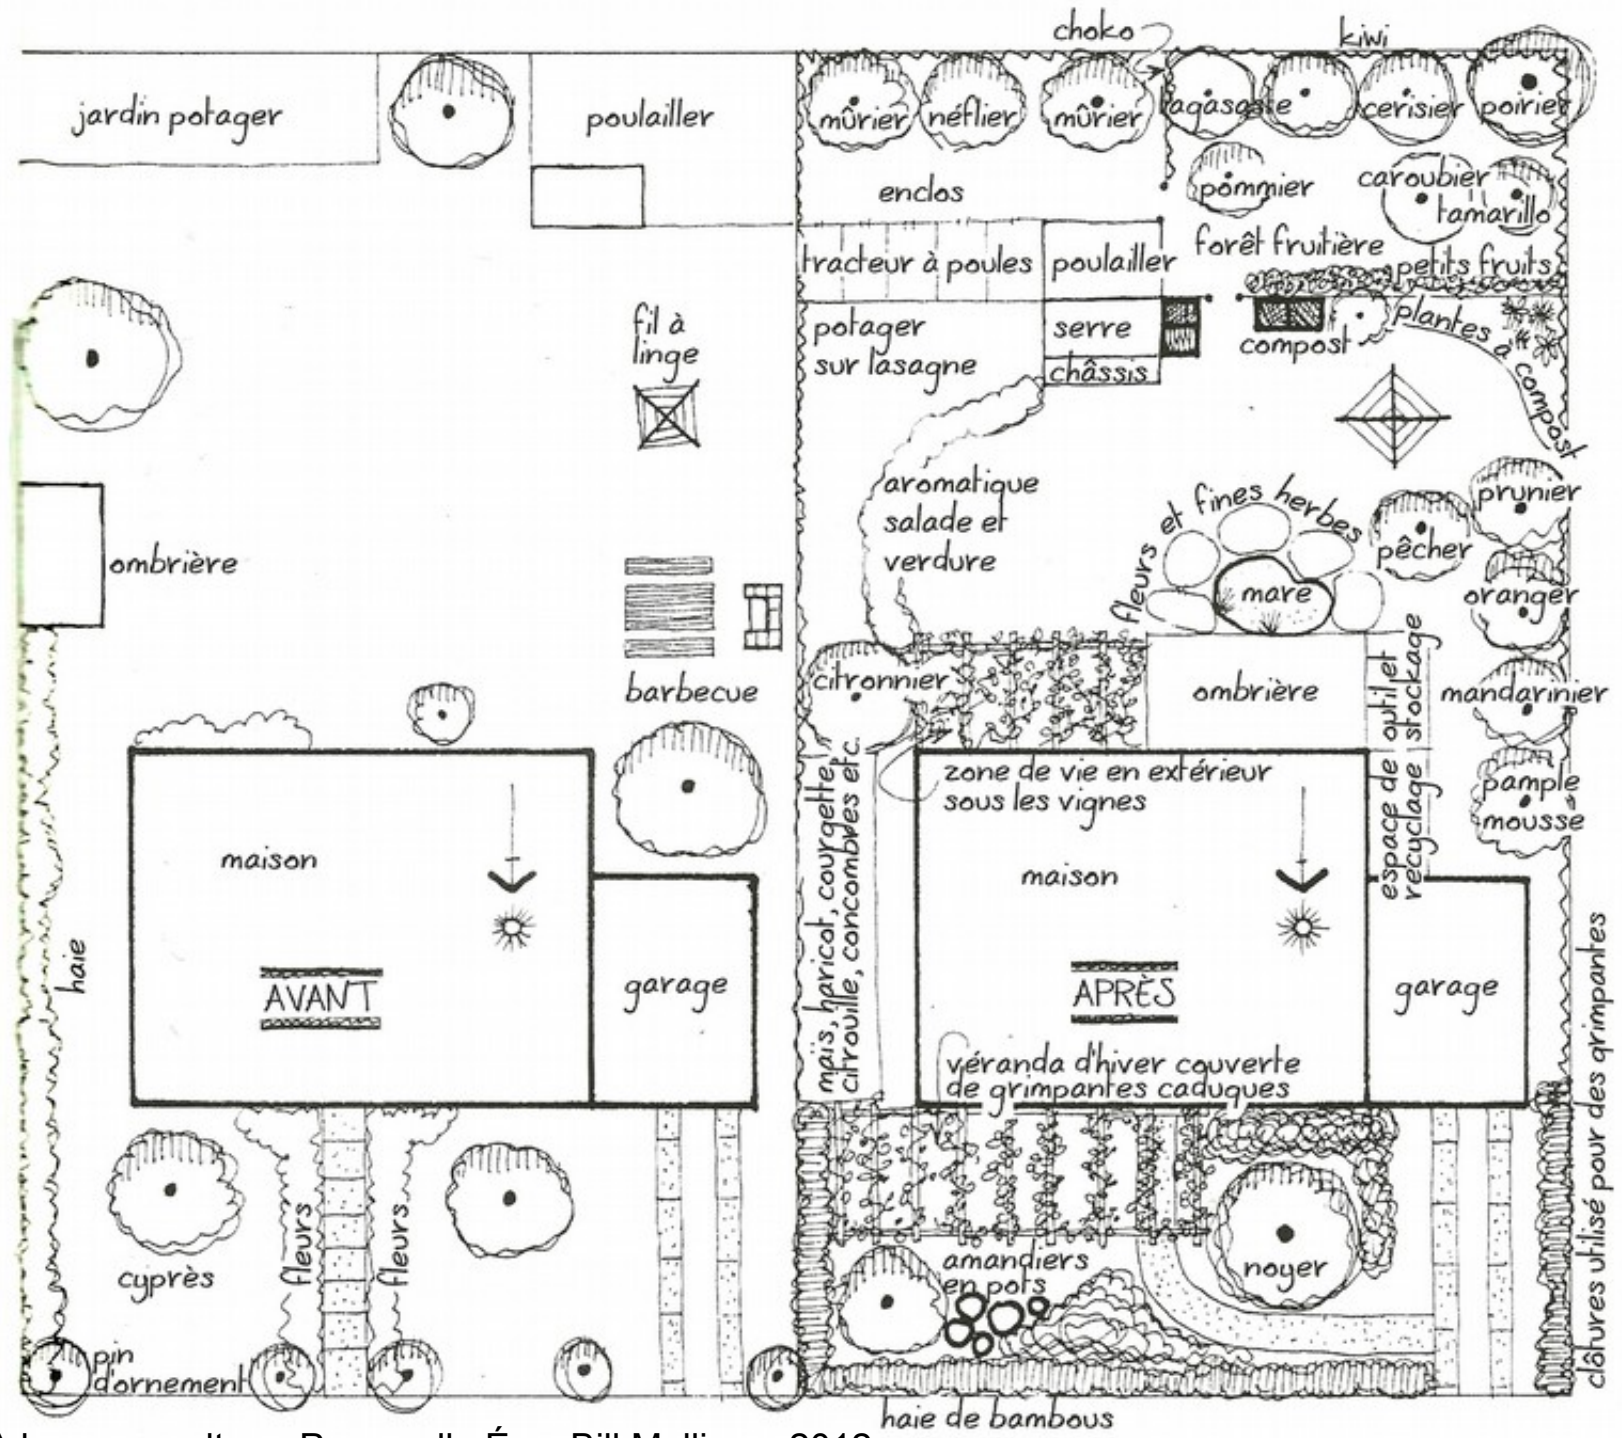 jardin potager
poulailler
fil à
linge
ombrière
barbecue
maison
AVANT
garage
haie
cyprès
fleurs
fleurs
pin
d'ornement
choko
kiwi
mûrier
néflier
mûrier
cerisier
poirier
enclos
pommier
caroubier
tamarillo
forêt fruitière
tracteur à poules
poulailler
petits fruits
potager
sur lasagne
serre
châssis
compost
plantes à compost
aromatique
salade et
verdure
fleurs et fines herbes
mare
prunier
pêcher
oranger
citronnier
ombrière
espace de outil et
recyclage stockage
mandarinier
pample
mousse
zone de vie en extérieur
sous les vignes
maison
APRÈS
garage
maïs, haricot, courgette,
citrouille, concombres etc.
véranda d'hiver couverte
de grimpantes caduques
amandiers
en pots
noyer
clôtures utilisé pour des grimpantes
haie de bambous